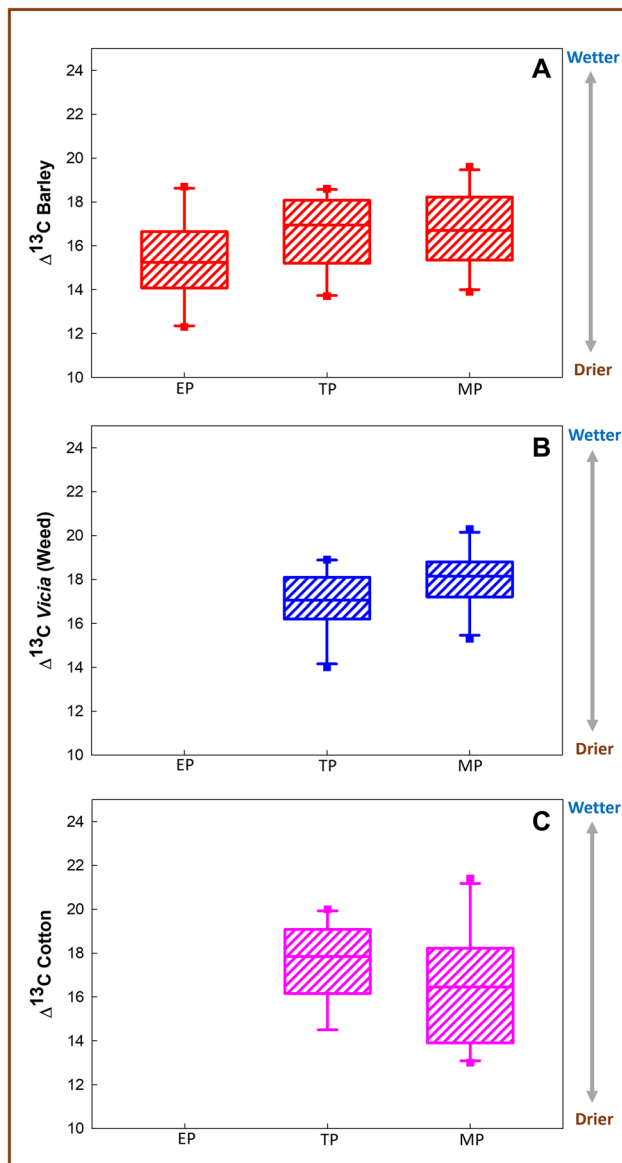 A
Wetter
24
22
20
18
16
14
12
10
Δ13C Barley
EP
TP
MP
Drier
B
Wetter
24
22
20
18
16
14
12
10
Δ13C Vicia (Weed)
EP
TP
MP
Drier
C
Wetter
24
22
20
18
16
14
12
10
Δ13C Cotton
EP
TP
MP
Drier